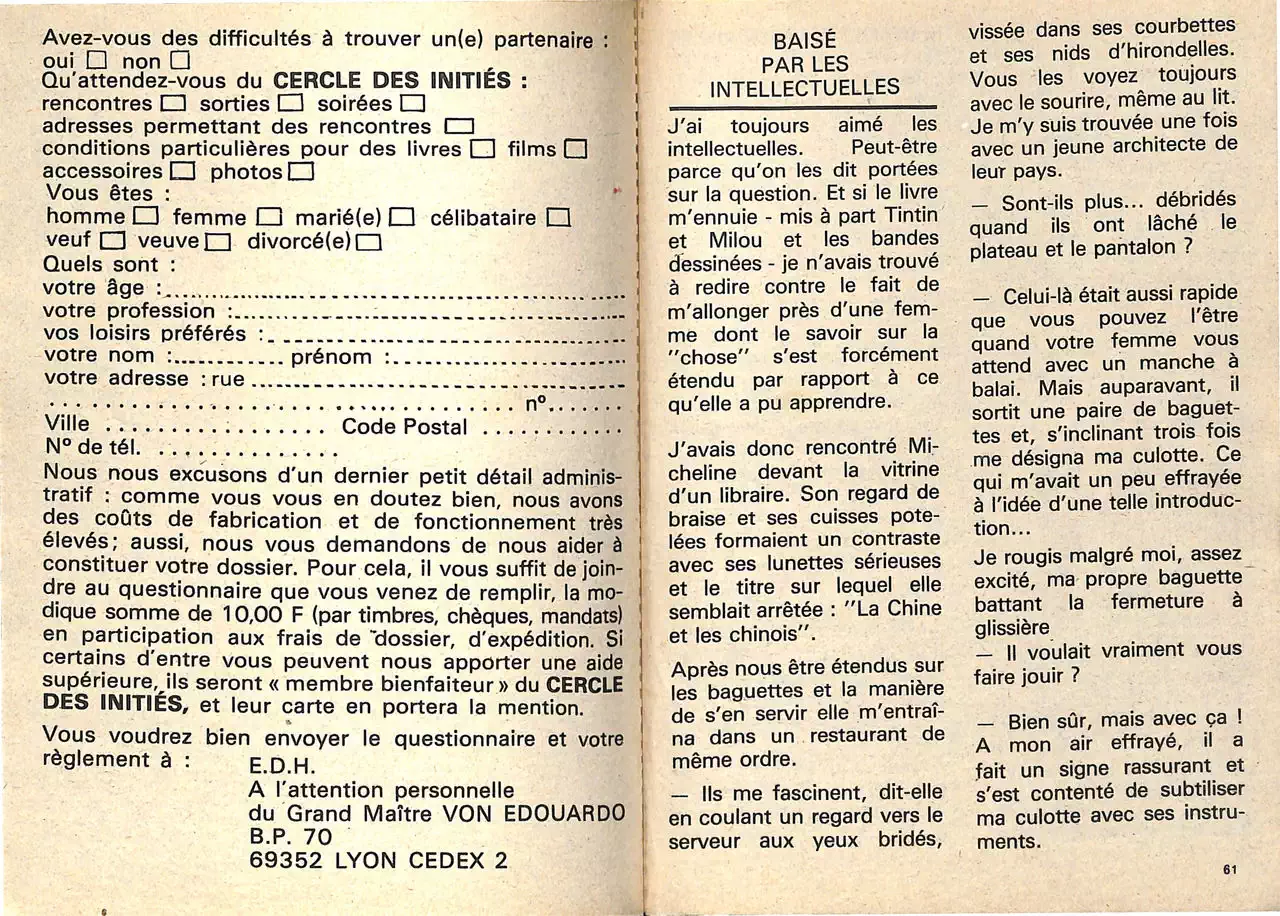 Avez-vous des difficultés à trouver un(e) partenaire :
oui □ non □
Qu'attendez-vous du CERCLE DES INITIÉS :
rencontres □ sorties □ soirées □
adresses permettant des rencontres □
conditions particulières pour des livres □ films □
accessoires □ photos □
Vous êtes :
homme □ femme □ marié(e) □ célibataire □
veuf □ veuve □ divorcé(e) □
Quels sont :
votre âge :
votre profession :
vos loisirs préférés :
votre nom : prénom :
votre adresse : rue
n°
Ville Code Postal
N° de tél.
Nous nous excusons d'un dernier petit détail adminis-
tratif : comme vous vous en doutez bien, nous avons
des coûts de fabrication et de fonctionnement très
élevés; aussi, nous vous demandons de nous aider à
constituer votre dossier. Pour cela, il vous suffit de join-
dre au questionnaire que vous venez de remplir, la mo-
dique somme de 10,00 F (par timbres, chèques, mandats)
en participation aux frais de dossier, d'expédition. Si
certains d'entre vous peuvent nous apporter une aide
supérieure, ils seront « membre bienfaiteur » du CERCLE
DES INITIÉS, et leur carte en portera la mention.
Vous voudrez bien envoyer le questionnaire et votre
règlement à :
E.D.H.
A l'attention personnelle
du Grand Maître VON EDOUARDO
B.P. 70
69352 LYON CEDEX 2
BAISÉ
PAR LES
INTELLECTUELLES
J'ai toujours aimé les
intellectuelles. Peut-être
parce qu'on les dit portées
sur la question. Et si le livre
m'ennuie - mis à part Tintin
et Milou et les bandes
dessinées - je n'avais trouvé
à redire contre le fait de
m'allonger près d'une fem-
me dont le savoir sur la
"chose" s'est forcément
étendu par rapport à ce
qu'elle a pu apprendre.
J'avais donc rencontré Mi-
cheline devant la vitrine
d'un libraire. Son regard de
braise et ses cuisses pote-
lées formaient un contraste
avec ses lunettes sérieuses
et le titre sur lequel elle
semblait arrêtée : "La Chine
et les chinois".
Après nous être étendus sur
les baguettes et la manière
de s'en servir elle m'entraî-
na dans un restaurant de
même ordre.
— Ils me fascinent, dit-elle
en coulant un regard vers le
serveur aux yeux bridés,
vissée dans ses courbettes
et ses nids d'hirondelles.
Vous les voyez toujours
avec le sourire, même au lit.
Je m'y suis trouvée une fois
avec un jeune architecte de
leur pays.
— Sont-ils plus... débridés
quand ils ont lâché le
plateau et le pantalon ?
— Celui-là était aussi rapide
que vous pouvez l'être
quand votre femme vous
attend avec un manche à
balai. Mais auparavant, il
sortit une paire de baguet-
tes et, s'inclinant trois fois
me désigna ma culotte. Ce
qui m'avait un peu effrayée
à l'idée d'une telle introduc-
tion...
Je rougis malgré moi, assez
excité, ma propre baguette
battant la fermeture à
glissière
— Il voulait vraiment vous
faire jouir ?
— Bien sûr, mais avec ça !
A mon air effrayé, il a
fait un signe rassurant et
s'est contenté de subtiliser
ma culotte avec ses instru-
ments.
61